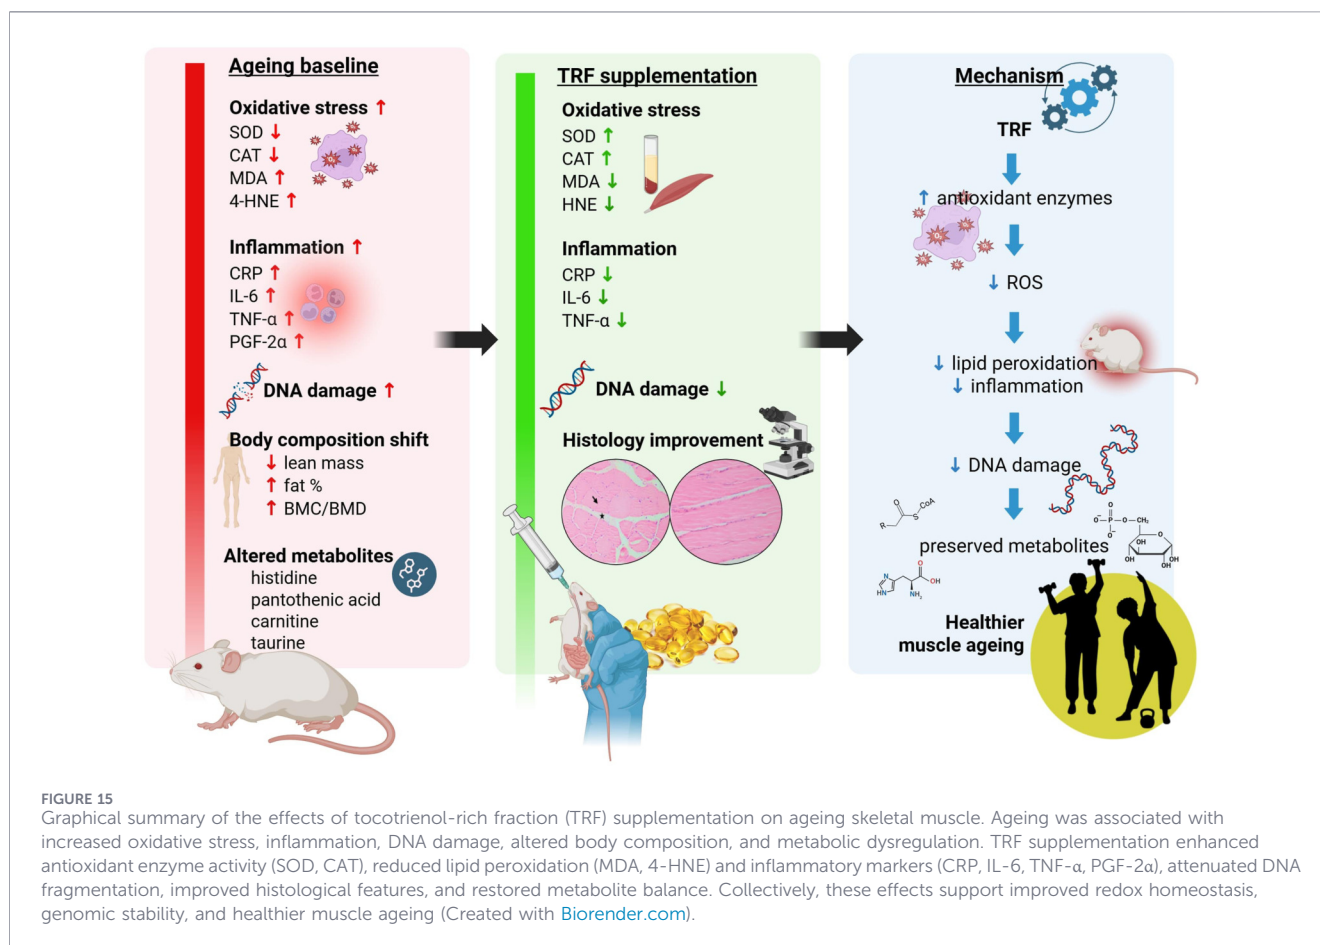 Ageing baseline
Oxidative stress ↑
SOD ↓
CAT ↓
MDA ↑
4-HNE ↑
Inflammation ↑
CRP ↑
IL-6 ↑
TNF-α ↑
PGF-2α ↑
DNA damage ↑
Body composition shift
↓ lean mass
↑ fat %
↑ BMC/BMD
Altered metabolites
histidine
pantothenic acid
carnitine
taurine
TRF supplementation
Oxidative stress
SOD ↑
CAT ↑
MDA ↓
HNE ↓
Inflammation
CRP ↓
IL-6 ↓
TNF-α ↓
DNA damage ↓
Histology improvement
Mechanism
TRF
↑ antioxidant enzymes
↓ ROS
↓ lipid peroxidation
↓ inflammation
↓ DNA damage
preserved metabolites
Healthier
muscle ageing
FIGURE 15
Graphical summary of the effects of tocotrienol-rich fraction (TRF) supplementation on ageing skeletal muscle. Ageing was associated with
increased oxidative stress, inflammation, DNA damage, altered body composition, and metabolic dysregulation. TRF supplementation enhanced
antioxidant enzyme activity (SOD, CAT), reduced lipid peroxidation (MDA, 4-HNE) and inflammatory markers (CRP, IL-6, TNF-α, PGF-2α), attenuated DNA
fragmentation, improved histological features, and restored metabolite balance. Collectively, these effects support improved redox homeostasis,
genomic stability, and healthier muscle ageing (Created with Biorender.com).